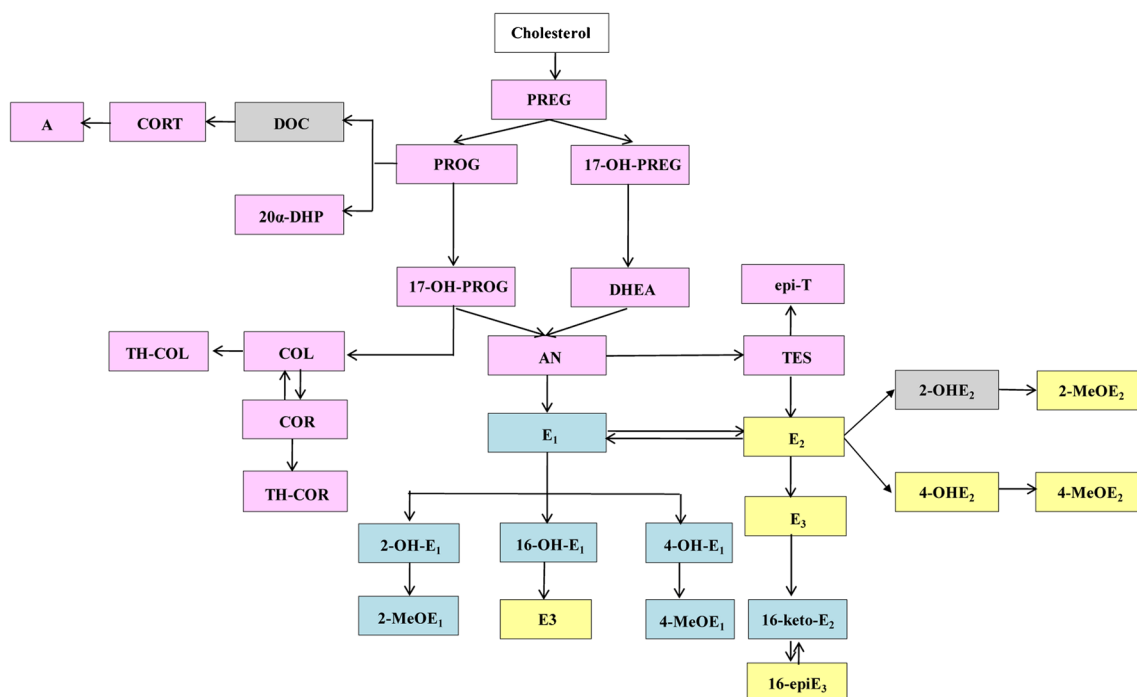 Cholesterol
PREG
A
CORT
DOC
PROG
17-OH-PREG
20α-DHP
17-OH-PROG
DHEA
epi-T
TH-COL
COL
AN
TES
2-OHE₂
2-MeOE₂
COR
E₁
E₂
TH-COR
4-OHE₂
4-MeOE₂
E₃
2-OH-E₁
16-OH-E₁
4-OH-E₁
2-MeOE₁
E3
4-MeOE₁
16-keto-E₂
16-epiE₃